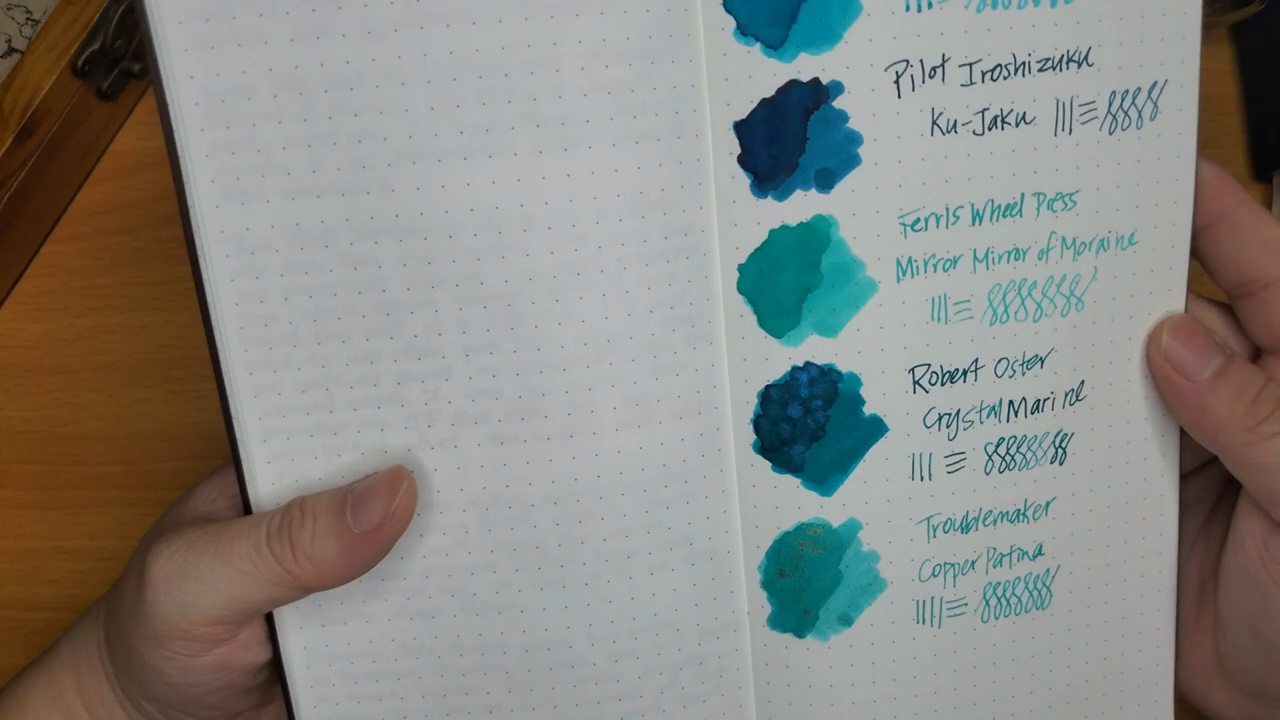 Pilot Iroshizuku
Ku-Jaku
Ferris Wheel Press
Mirror Mirror of Moraine
Robert Oster
Crystal Marine
Troublemaker
Copper Patina